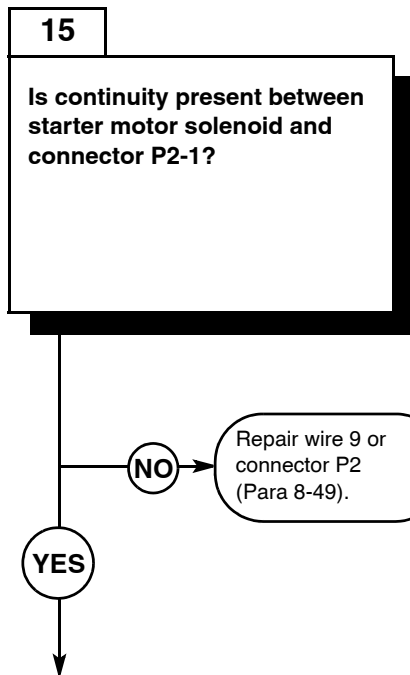 15
Is continuity present between
starter motor solenoid and
connector P2-1?
NO
Repair wire 9 or
connector P2
(Para 8-49).
YES